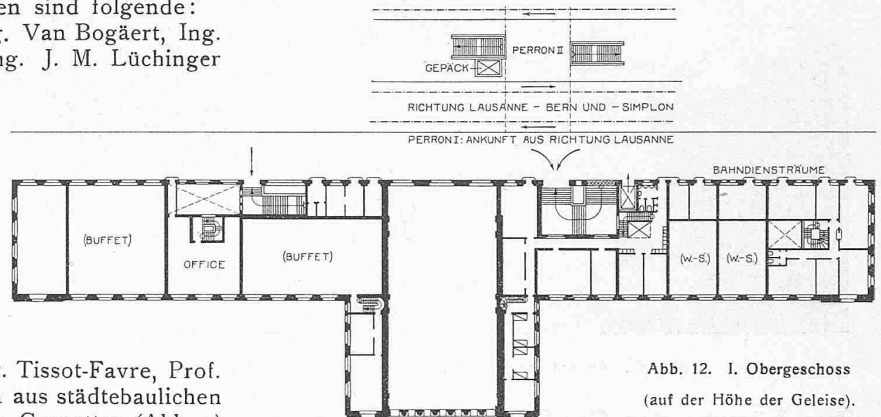 en sind folgende:
g. Van Bogäert, Ing.
ng. J. M. Lüchinger
PERRON II
GEPÄCK
RICHTUNG LAUSANNE - BERN UND - SIMPLON
PERRON I: ANKUNFT AUS RICHTUNG LAUSANNE
BAHNDIENSTRÄUME
(BUFFET)
OFFICE
(BUFFET)
(W.-S.)
(W.-S.)
r. Tissot-Favre, Prof.
n aus städtebaulichen
Abb. 12. I. Obergeschoss
(auf der Höhe der Geleise).